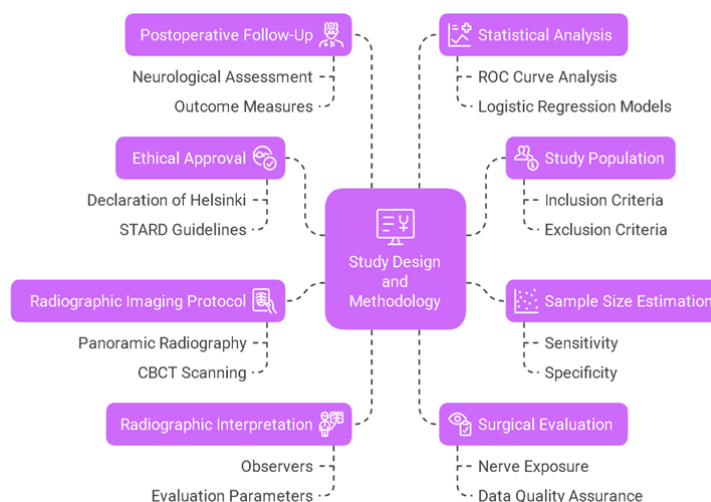 Postoperative Follow-Up
Neurological Assessment
Outcome Measures
Ethical Approval
Declaration of Helsinki
STARD Guidelines
Radiographic Imaging Protocol
Panoramic Radiography
CBCT Scanning
Radiographic Interpretation
Observers
Evaluation Parameters
Study Design
and
Methodology
Statistical Analysis
ROC Curve Analysis
Logistic Regression Models
Study Population
Inclusion Criteria
Exclusion Criteria
Sample Size Estimation
Sensitivity
Specificity
Surgical Evaluation
Nerve Exposure
Data Quality Assurance